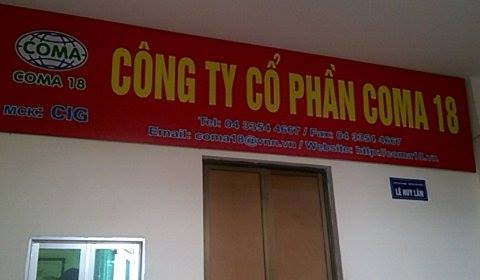 COMA
COMA 18
MCK: CIG
CÔNG TY CỔ PHẦN COMA 18
Tel: 04 3354 4667 / Fax: 04 3354 4667
Email: coma18@vnn.vn / Website: http://coma18.vn
LÊ HUY LÂN